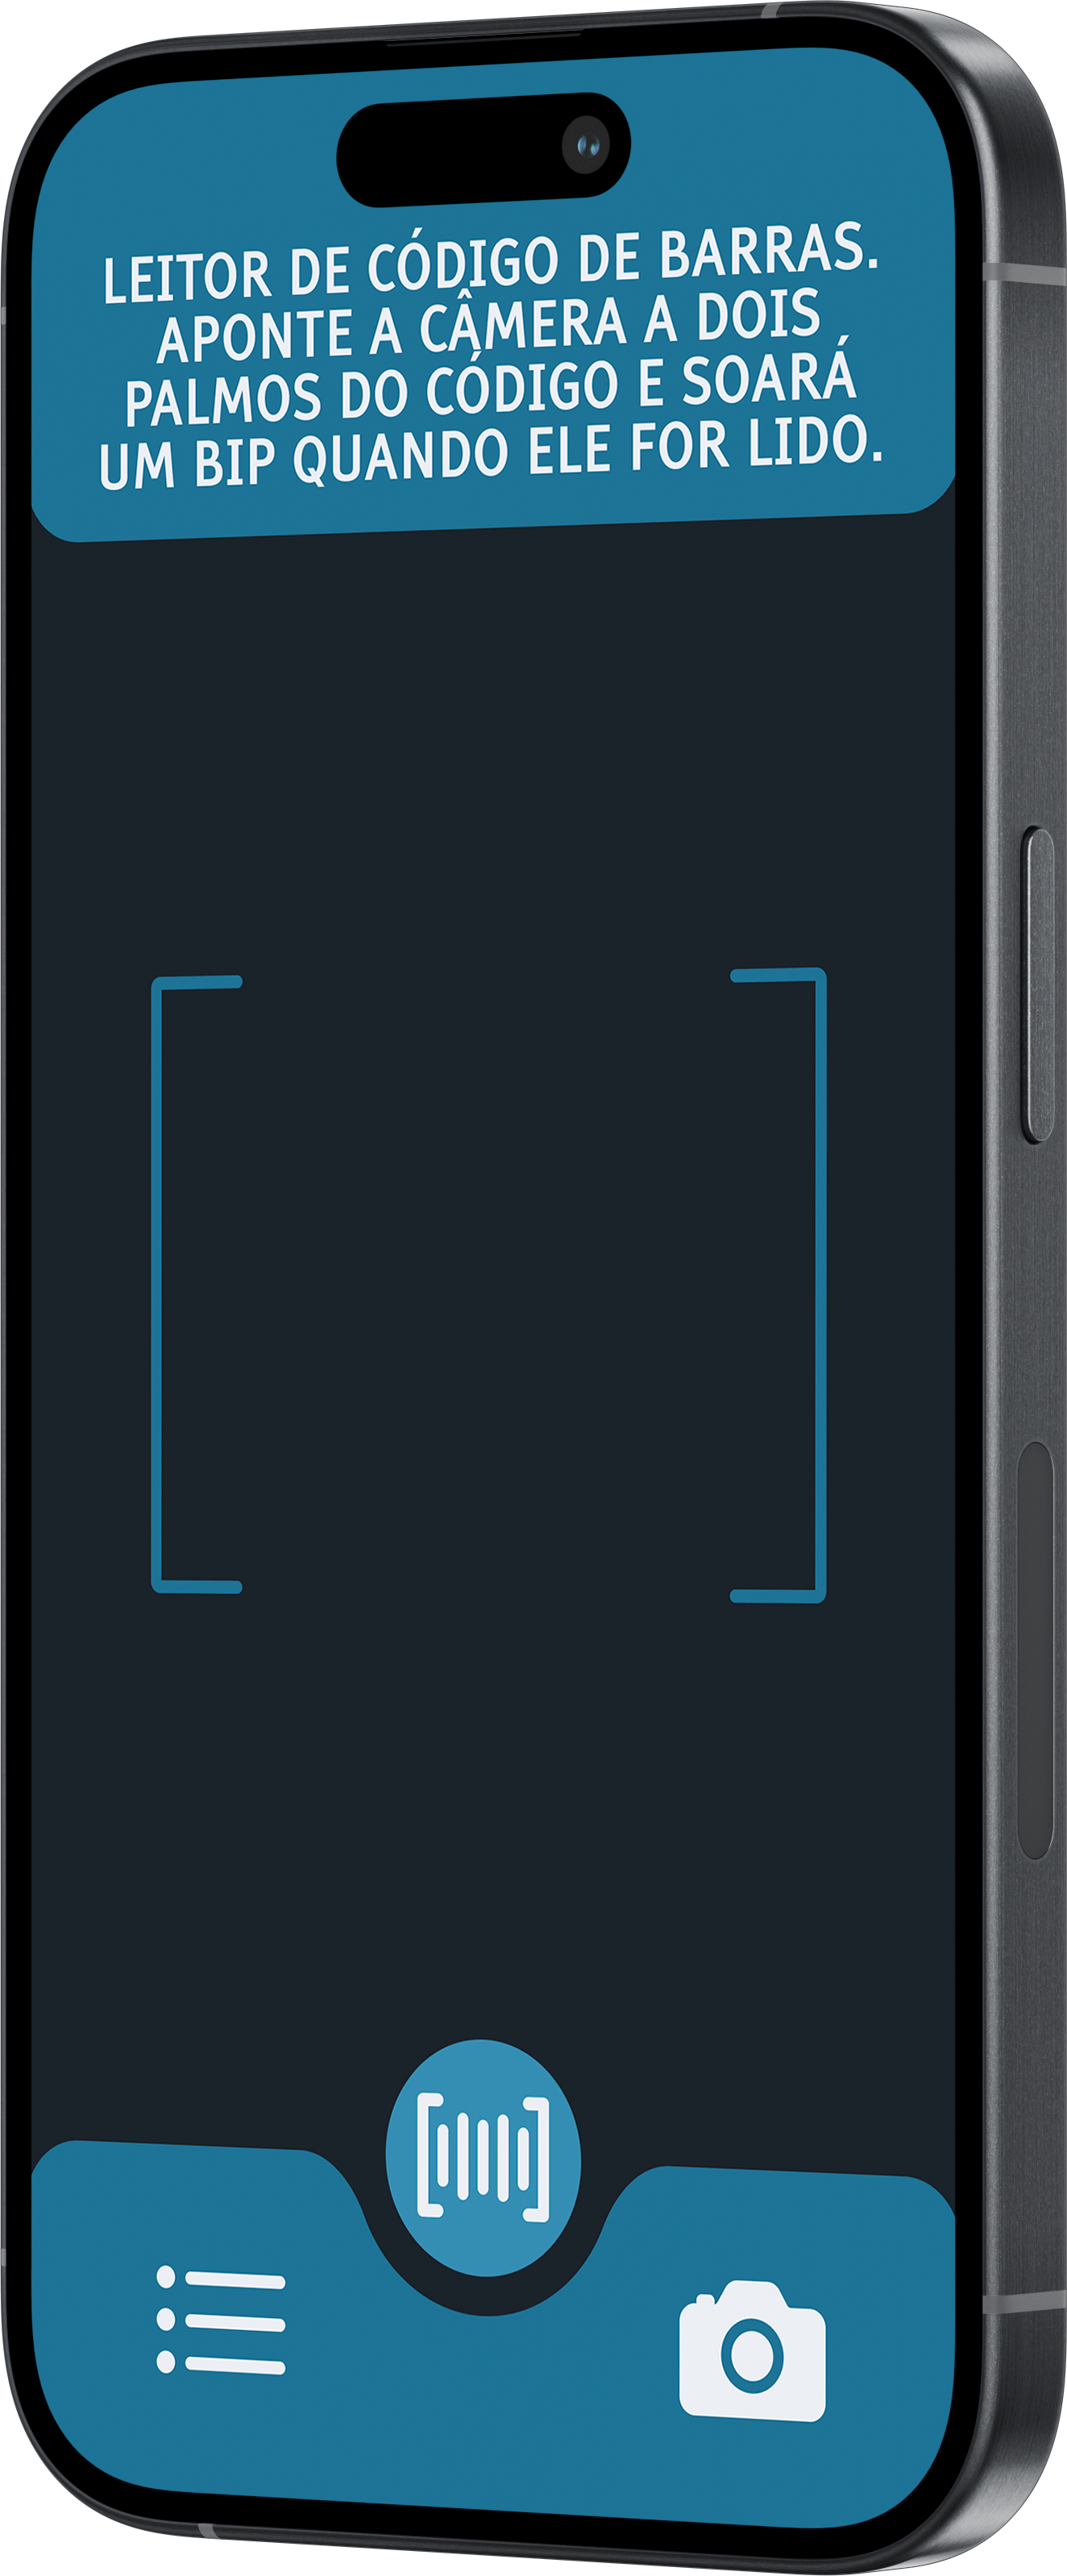 LEITOR DE CÓDIGO DE BARRAS.
APONTE A CÂMERA A DOIS
PALMOS DO CÓDIGO E SOARÁ
UM BIP QUANDO ELE FOR LIDO.